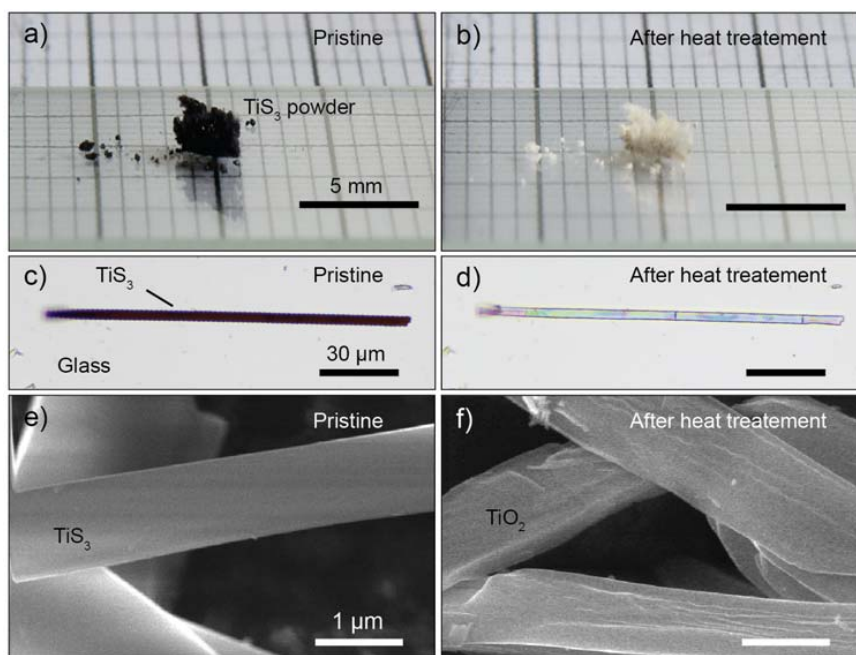 a) Pristine
TiS₃ powder
5 mm
b) After heat treatement
c) TiS₃ Pristine
Glass
30 µm
d) After heat treatement
e) Pristine
TiS₃
1 µm
f) After heat treatement
TiO₂